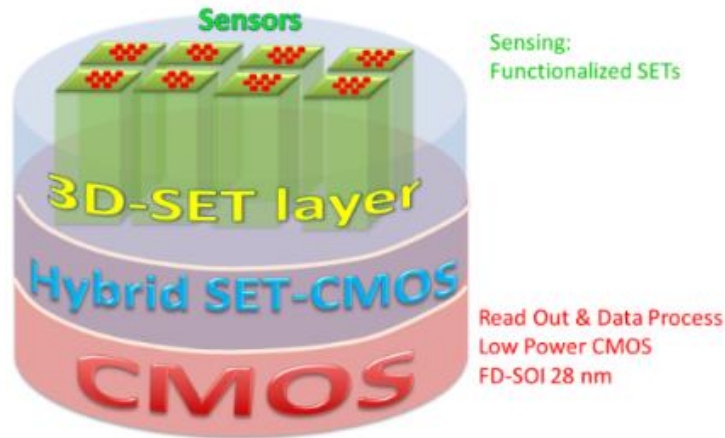 Sensors
Sensing:
Functionalized SETs
3D-SET layer
Hybrid SET-CMOS
Read Out & Data Process
Low Power CMOS
FD-SOI 28 nm
CMOS